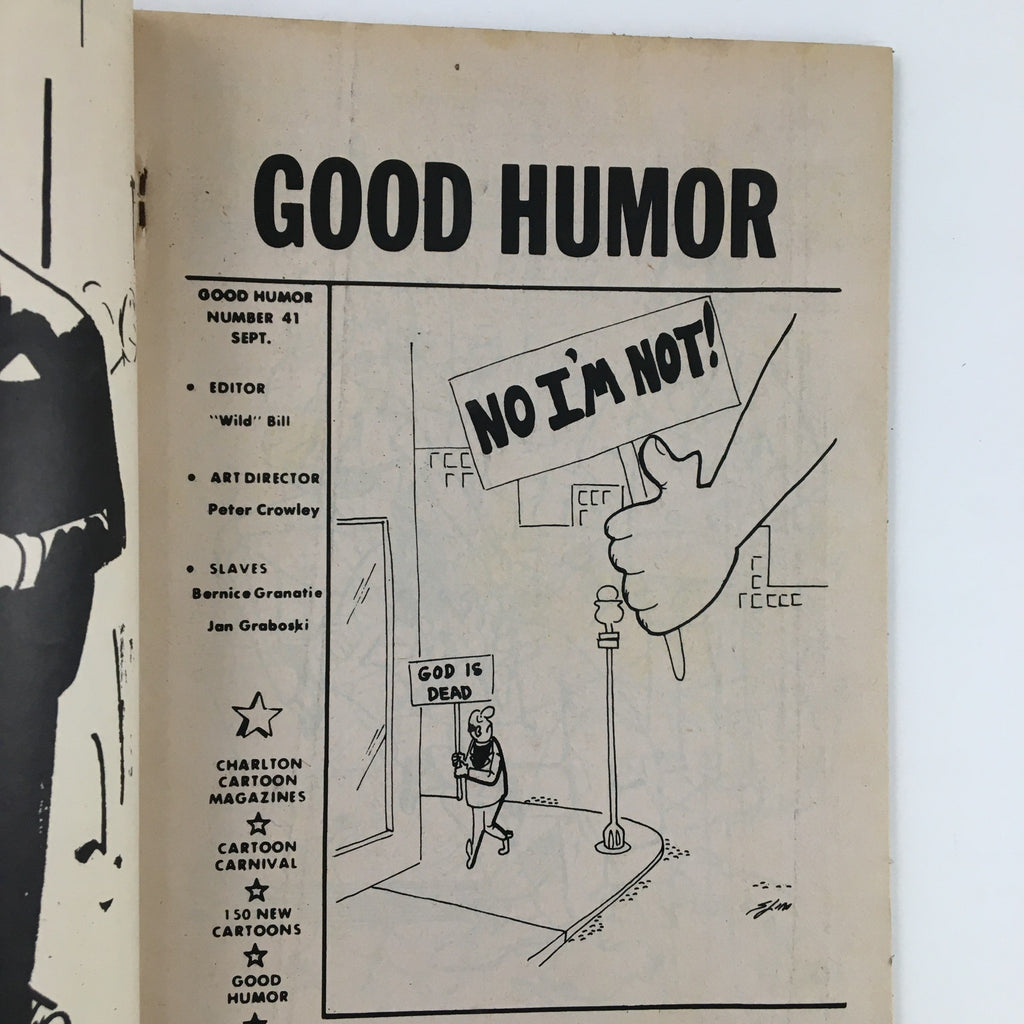 GOOD HUMOR
GOOD HUMOR
NUMBER 41
SEPT.
• EDITOR
"Wild" Bill
• ART DIRECTOR
Peter Crowley
• SLAVES
Bernice Granatie
Jan Graboski
CHARLTON
CARTOON
MAGAZINES
CARTOON
CARNIVAL
150 NEW
CARTOONS
GOOD
HUMOR
NO I'M NOT!
GOD IS
DEAD